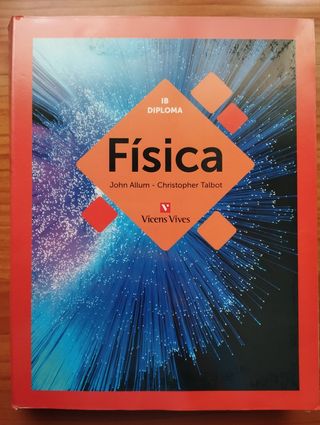 IB
DIPLOMA
Física
John Allum - Christopher Talbot
Vicens Vives